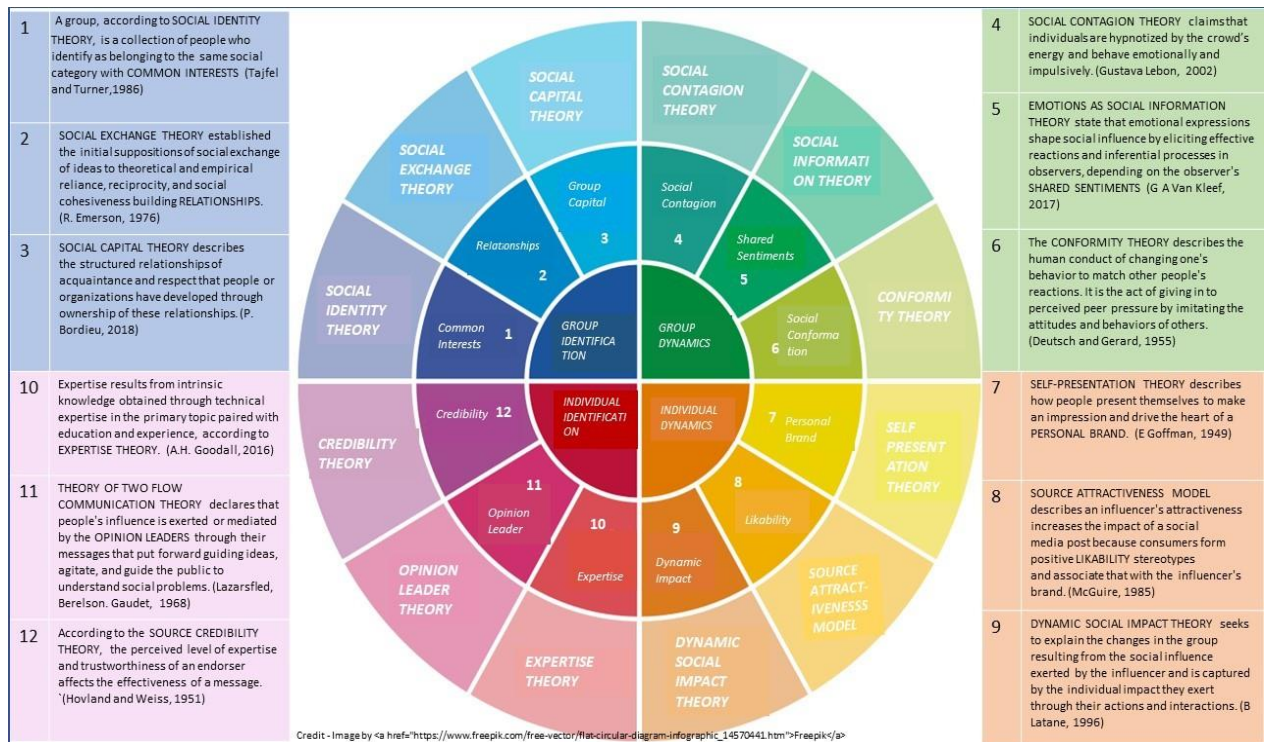 1
A group, according to SOCIAL IDENTITY
THEORY, is a collection of people who
identify as belonging to the same social
category with COMMON INTERESTS (Tajfel
and Turner,1986)
2
SOCIAL EXCHANGE THEORY established
the initial suppositions of social exchange
of ideas to theoretical and empirical
reliance, reciprocity, and social
cohesiveness building RELATIONSHIPS.
(R. Emerson, 1976)
3
SOCIAL CAPITAL THEORY describes
the structured relationships of
acquaintance and respect that people or
organizations have developed through
ownership of these relationships. (P.
Bordieu, 2018)
10
Expertise results from intrinsic
knowledge obtained through technical
expertise in the primary topic paired with
education and experience, according to
EXPERTISE THEORY. (A.H. Goodall, 2016)
11
THEORY OF TWO FLOW
COMMUNICATION THEORY declares that
people's influence is exerted or mediated
by the OPINION LEADERS through their
messages that put forward guiding ideas,
agitate, and guide the public to
understand social problems. (Lazarsfled,
Berelson. Gaudet, 1968)
12
According to the SOURCE CREDIBILITY
THEORY, the perceived level of expertise
and trustworthiness of an endorser
affects the effectiveness of a message.
`(Hovland and Weiss, 1951)
SOCIAL
CAPITAL
THEORY
SOCIAL
CONTAGION
THEORY
SOCIAL
EXCHANGE
THEORY
SOCIAL
INFORMATI
ON THEORY
SOCIAL
IDENTITY
THEORY
CONFORMI
TY THEORY
CREDIBILITY
THEORY
SELF
PRESENT
ATION
THEORY
OPINION
LEADER
THEORY
SOURCE
ATTRACT-
IVENESSS
MODEL
EXPERTISE
THEORY
DYNAMIC
SOCIAL
IMPACT THEORY
Group
Capital
3
Social
Contagion
4
Relationships
2
Shared
Sentiments
5
Common
Interests
1
Social
Conforma
tion
6
Credibility
12
7
Personal
Brand
11
Opinion
Leader
8
Likability
10
Expertise
9
Dynamic
Impact
GROUP
IDENTIFICA
TION
GROUP
DYNAMICS
INDIVIDUAL
IDENTIFICATI
ON
INDIVIDUAL
DYNAMICS
Credit - Image by <a href="https://www.freepik.com/free-vector/flat-circular-diagram-infographic_14570441.htm">Freepik</a>
4
SOCIAL CONTAGION THEORY claims that
individuals are hypnotized by the crowd's
energy and behave emotionally and
impulsively. (Gustava Lebon, 2002)
5
EMOTIONS AS SOCIAL INFORMATION
THEORY state that emotional expressions
shape social influence by eliciting effective
reactions and inferential processes in
observers, depending on the observer's
SHARED SENTIMENTS (G A Van Kleef,
2017)
6
The CONFORMITY THEORY describes the
human conduct of changing one's
behavior to match other people's
reactions. It is the act of giving in to
perceived peer pressure by imitating the
attitudes and behaviors of others.
(Deutsch and Gerard, 1955)
7
SELF-PRESENTATION THEORY describes
how people present themselves to make
an impression and drive the heart of a
PERSONAL BRAND. (E Goffman, 1949)
8
SOURCE ATTRACTIVENESS MODEL
describes an influencer's attractiveness
increases the impact of a social
media post because consumers form
positive LIKABILITY stereotypes
and associate that with the influencer's
brand. (McGuire, 1985)
9
DYNAMIC SOCIAL IMPACT THEORY seeks
to explain the changes in the group
resulting from the social influence
exerted by the influencer and is captured
by the individual impact they exert
through their actions and interactions. (B
Latane, 1996)